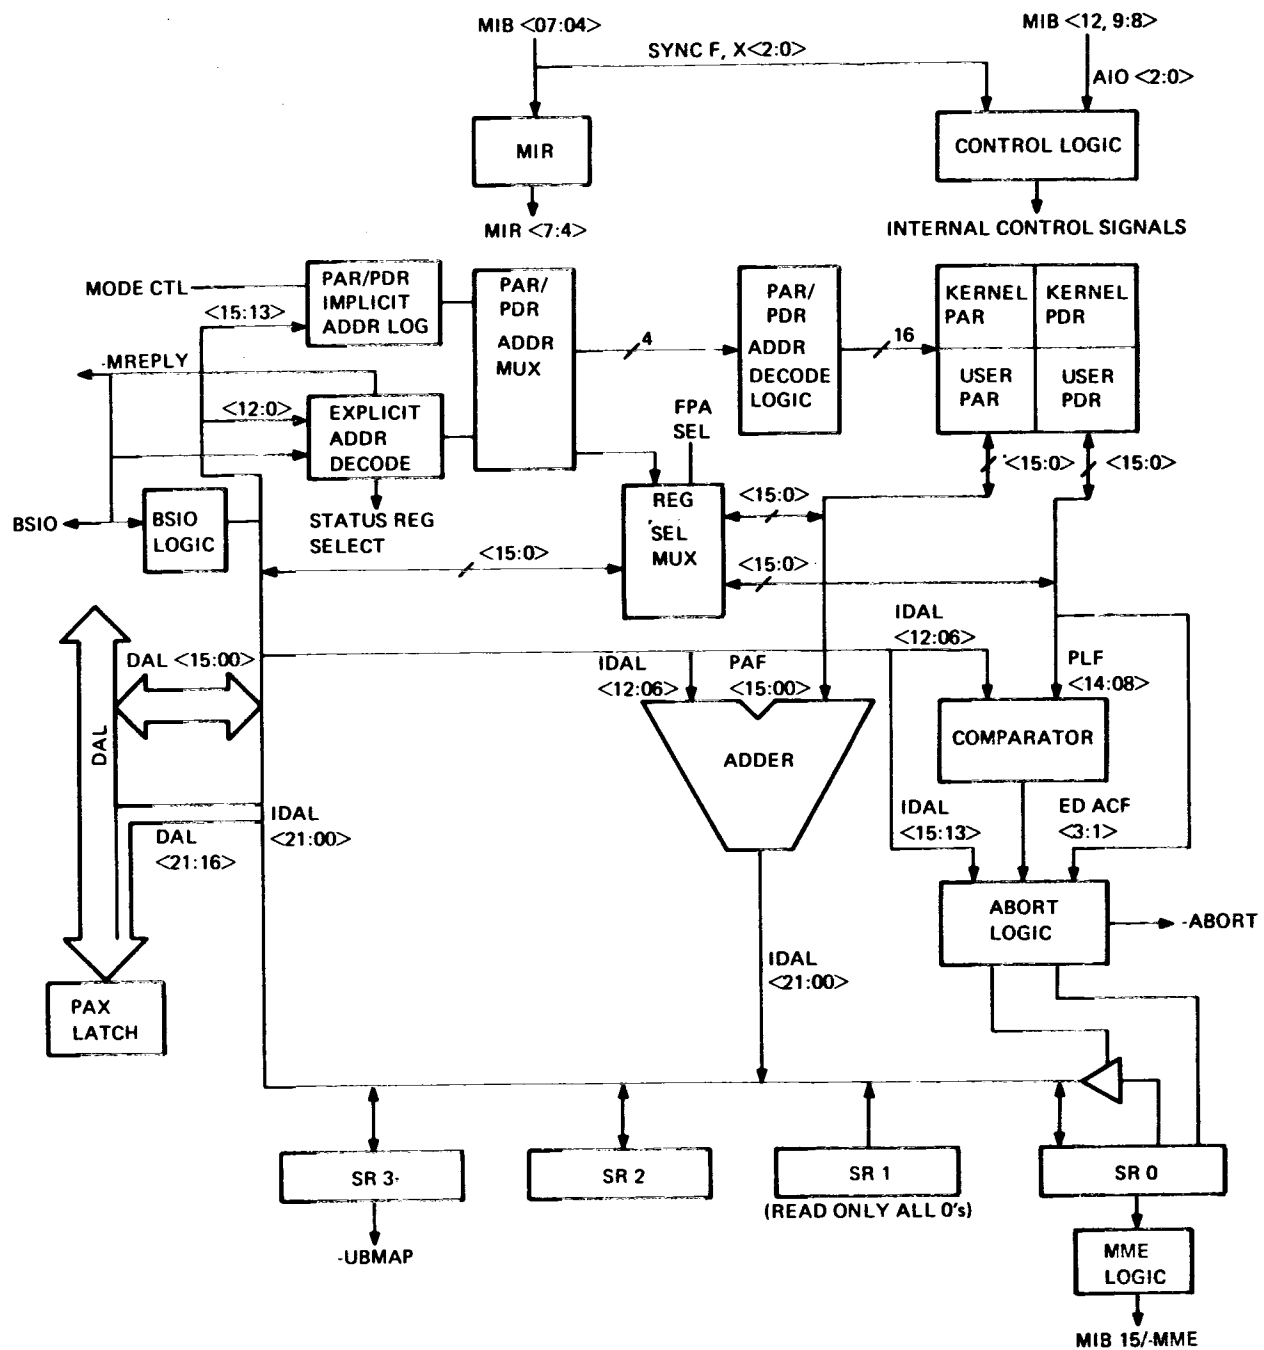 MIB <07:04>
MIB <12, 9:8>
SYNC F, X<2:0>
AIO <2:0>
MIR
CONTROL LOGIC
MIR <7:4>
INTERNAL CONTROL SIGNALS
MODE CTL
PAR/PDR
IMPLICIT
ADDR LOG
<15:13>
PAR/
PDR
ADDR
MUX
4
PAR/
PDR
ADDR
DECODE
LOGIC
16
KERNEL
PAR
KERNEL
PDR
USER
PAR
USER
PDR
-MREPLY
<12:0>
EXPLICIT
ADDR
DECODE
FPA
SEL
<15:0>
<15:0>
BSIO
BSIO
LOGIC
STATUS REG
SELECT
REG
SEL
MUX
<15:0>
<15:0>
<15:0>
DAL <15:00>
DAL
IDAL
<12:06>
PAF
<15:00>
IDAL
<12:06>
PLF
<14:08>
ADDER
COMPARATOR
DAL
<21:16>
IDAL
<21:00>
IDAL
<15:13>
ED ACF
<3:1>
ABORT
LOGIC
-ABORT
IDAL
<21:00>
PAX
LATCH
SR 3
SR 2
SR 1
SR 0
(READ ONLY ALL 0's)
-UBMAP
MME
LOGIC
MIB 15/-MME